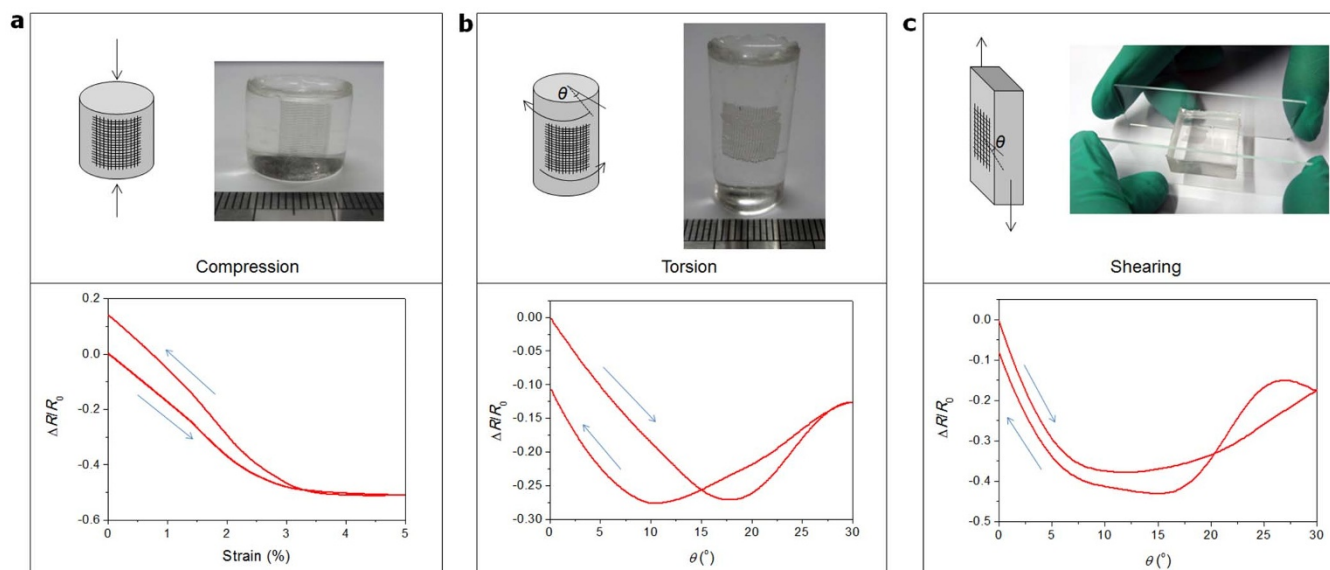 a
Compression
0.2
0.0
-0.2
-0.4
-0.6
ΔR/R0
0 1 2 3 4 5
Strain (%)
b
θ
Torsion
0.00
-0.05
-0.10
-0.15
-0.20
-0.25
-0.30
ΔR/R0
0 5 10 15 20 25 30
θ (°)
c
θ
Shearing
0.0
-0.1
-0.2
-0.3
-0.4
-0.5
ΔR/R0
0 5 10 15 20 25 30
θ (°)